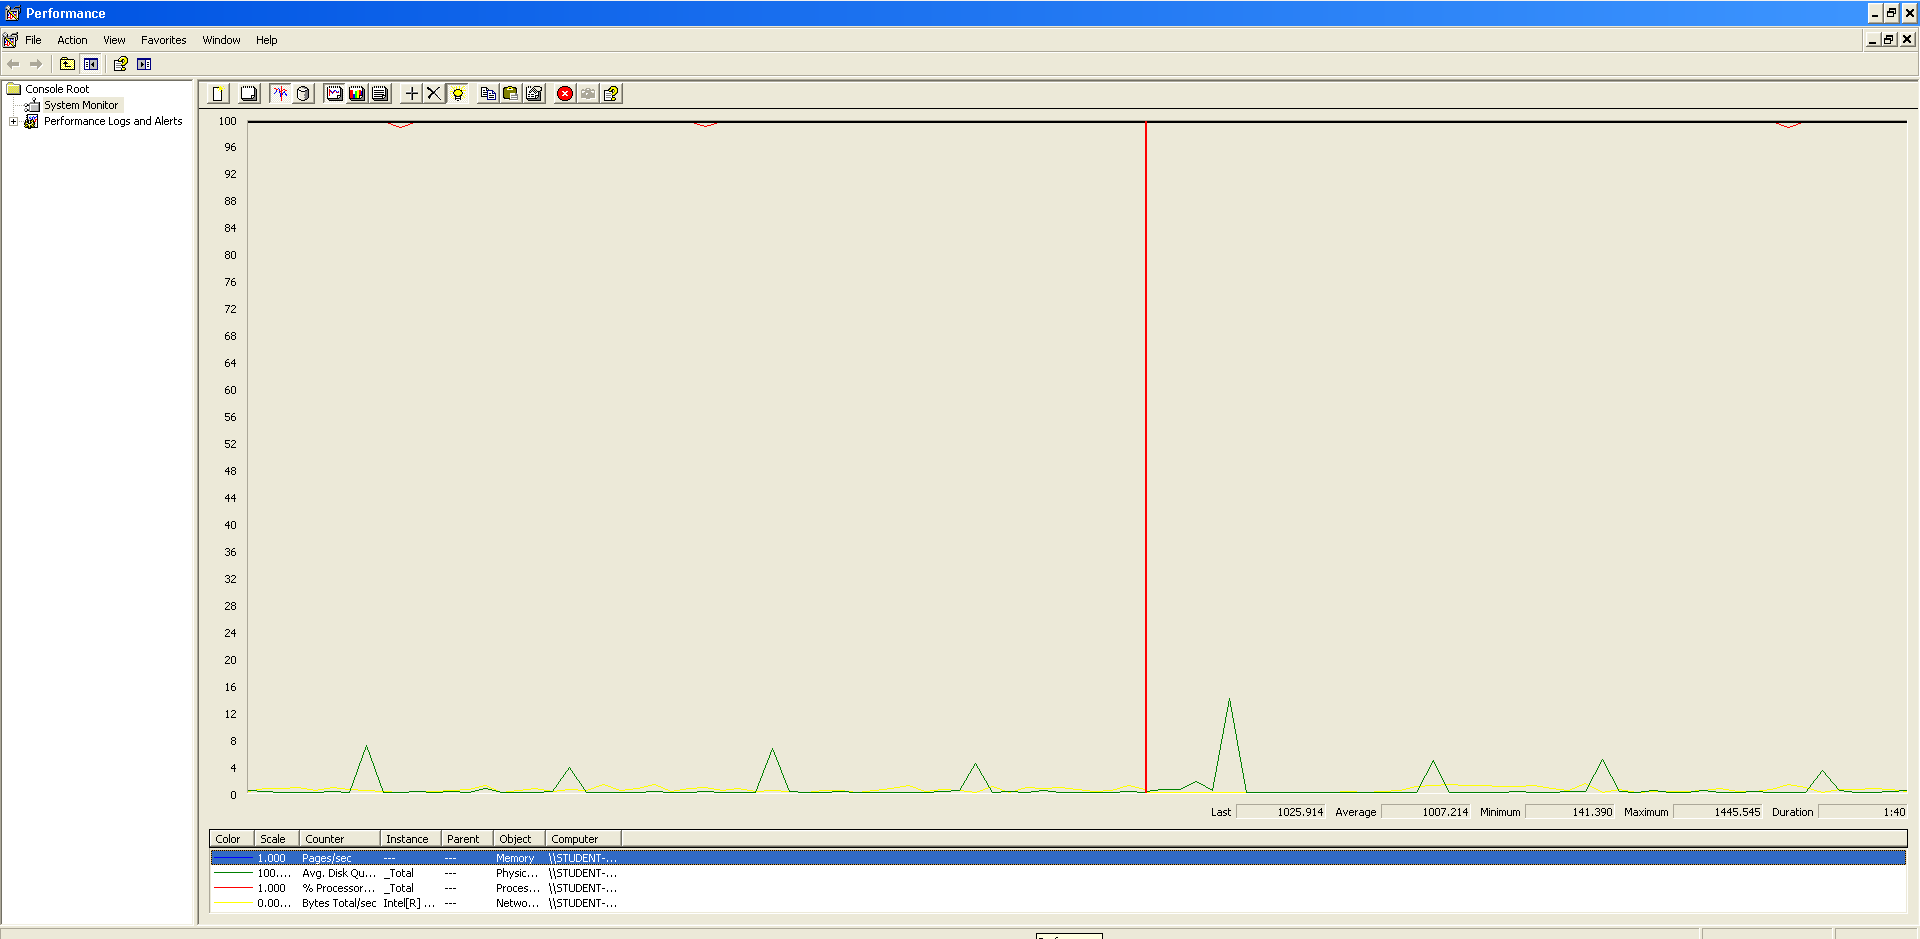 Performance
File Action View Favorites Window Help
Console Root
System Monitor
Performance Logs and Alerts
100
96
92
88
84
80
76
72
68
64
60
56
52
48
44
40
36
32
28
24
20
16
12
8
4
0
Last 1025.914 Average 1007.214 Minimum 141.390 Maximum 1445.545 Duration 1:40
Color Scale Counter Instance Parent Object Computer
1.000 Pages/sec --- --- Memory \\STUDENT-...
100.... Avg. Disk Qu... _Total --- Physic... \\STUDENT-...
1.000 % Processor... _Total --- Proces... \\STUDENT-...
0.00... Bytes Total/sec Intel[R] ... --- Netwo... \\STUDENT-...